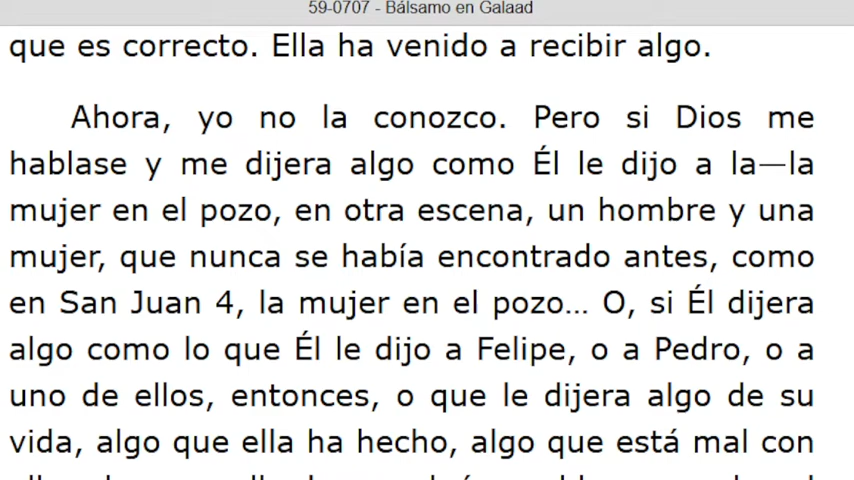 59-0707 - Bálsamo en Galaad
que es correcto. Ella ha venido a recibir algo.
Ahora, yo no la conozco. Pero si Dios me
hablase y me dijera algo como Él le dijo a la—la
mujer en el pozo, en otra escena, un hombre y una
mujer, que nunca se había encontrado antes, como
en San Juan 4, la mujer en el pozo... O, si Él dijera
algo como lo que Él le dijo a Felipe, o a Pedro, o a
uno de ellos, entonces, o que le dijera algo de su
vida, algo que ella ha hecho, algo que está mal con